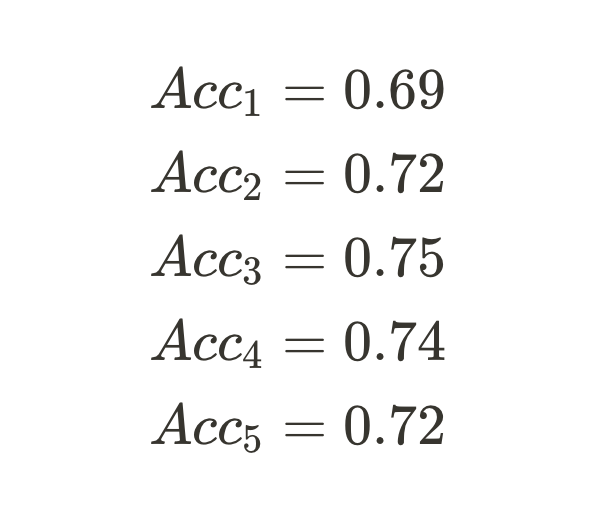 Acc₁ = 0.69
Acc₂ = 0.72
Acc₃ = 0.75
Acc₄ = 0.74
Acc₅ = 0.72